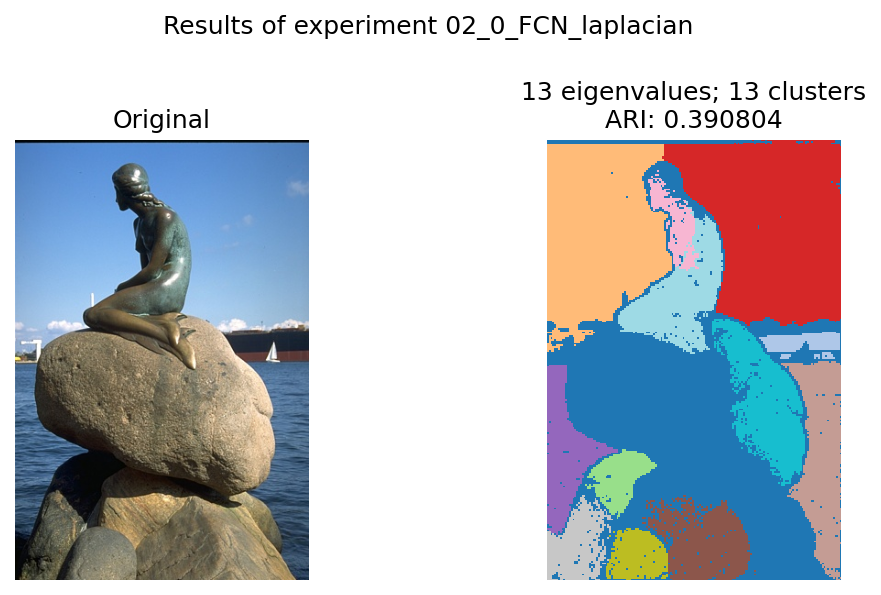 Results of experiment 02_0_FCN_laplacian
Original
13 eigenvalues; 13 clusters
ARI: 0.390804